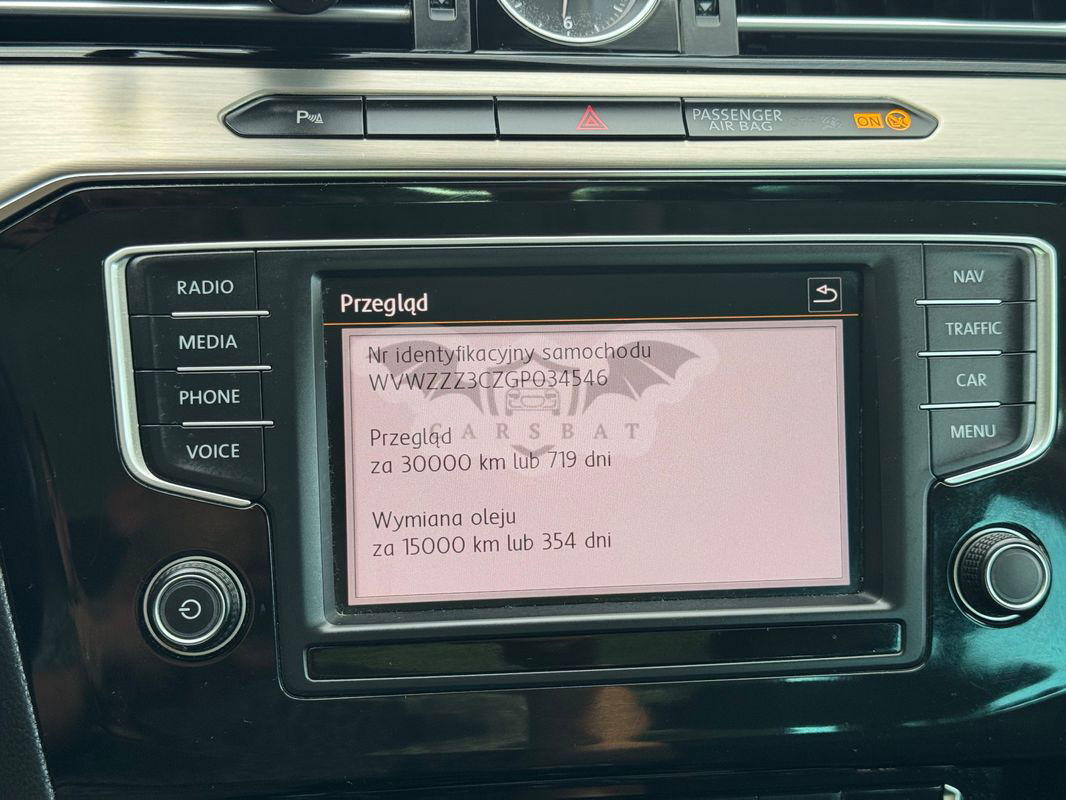 6
P
PASSENGER
AIR BAG
ON
RADIO
MEDIA
PHONE
VOICE
Przegląd
Nr identyfikacyjny samochodu
WVWZZZ3CZGP034546
CARSBAT
Przegląd
za 30000 km lub 719 dni
Wymiana oleju
za 15000 km lub 354 dni
NAV
TRAFFIC
CAR
MENU